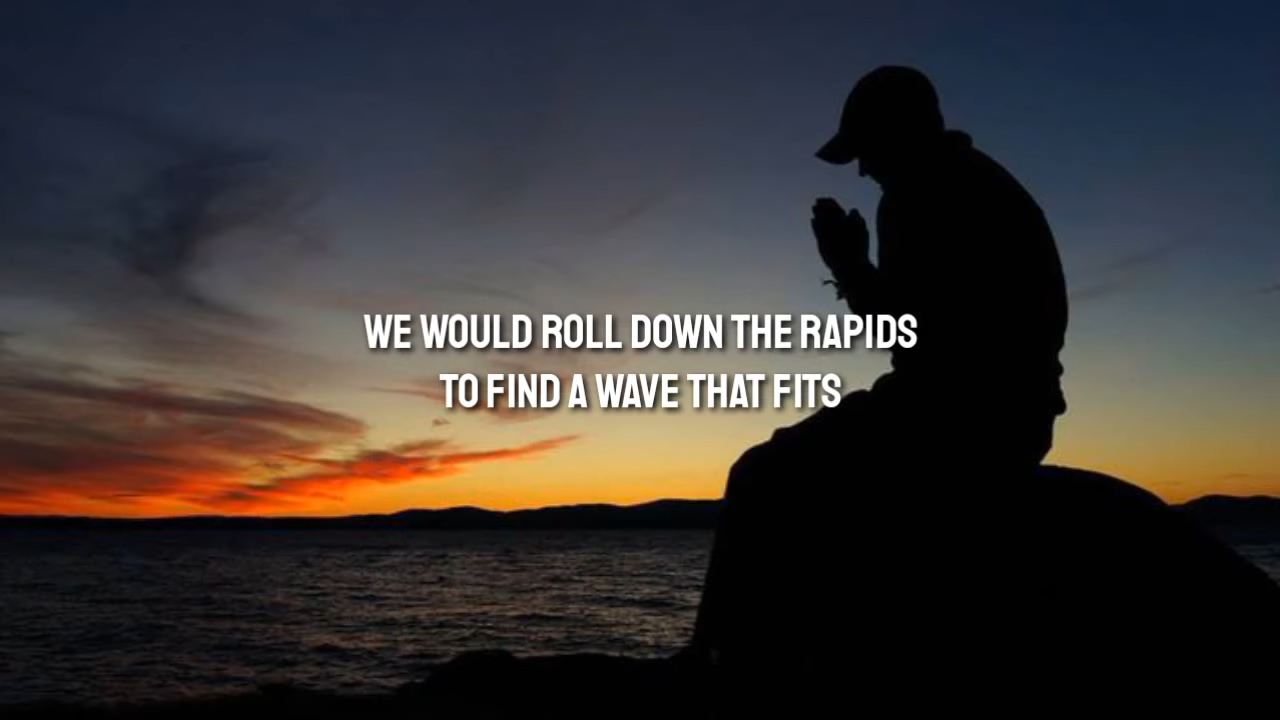 WE WOULD ROLL DOWN THE RAPIDS
TO FIND A WAVE THAT FITS